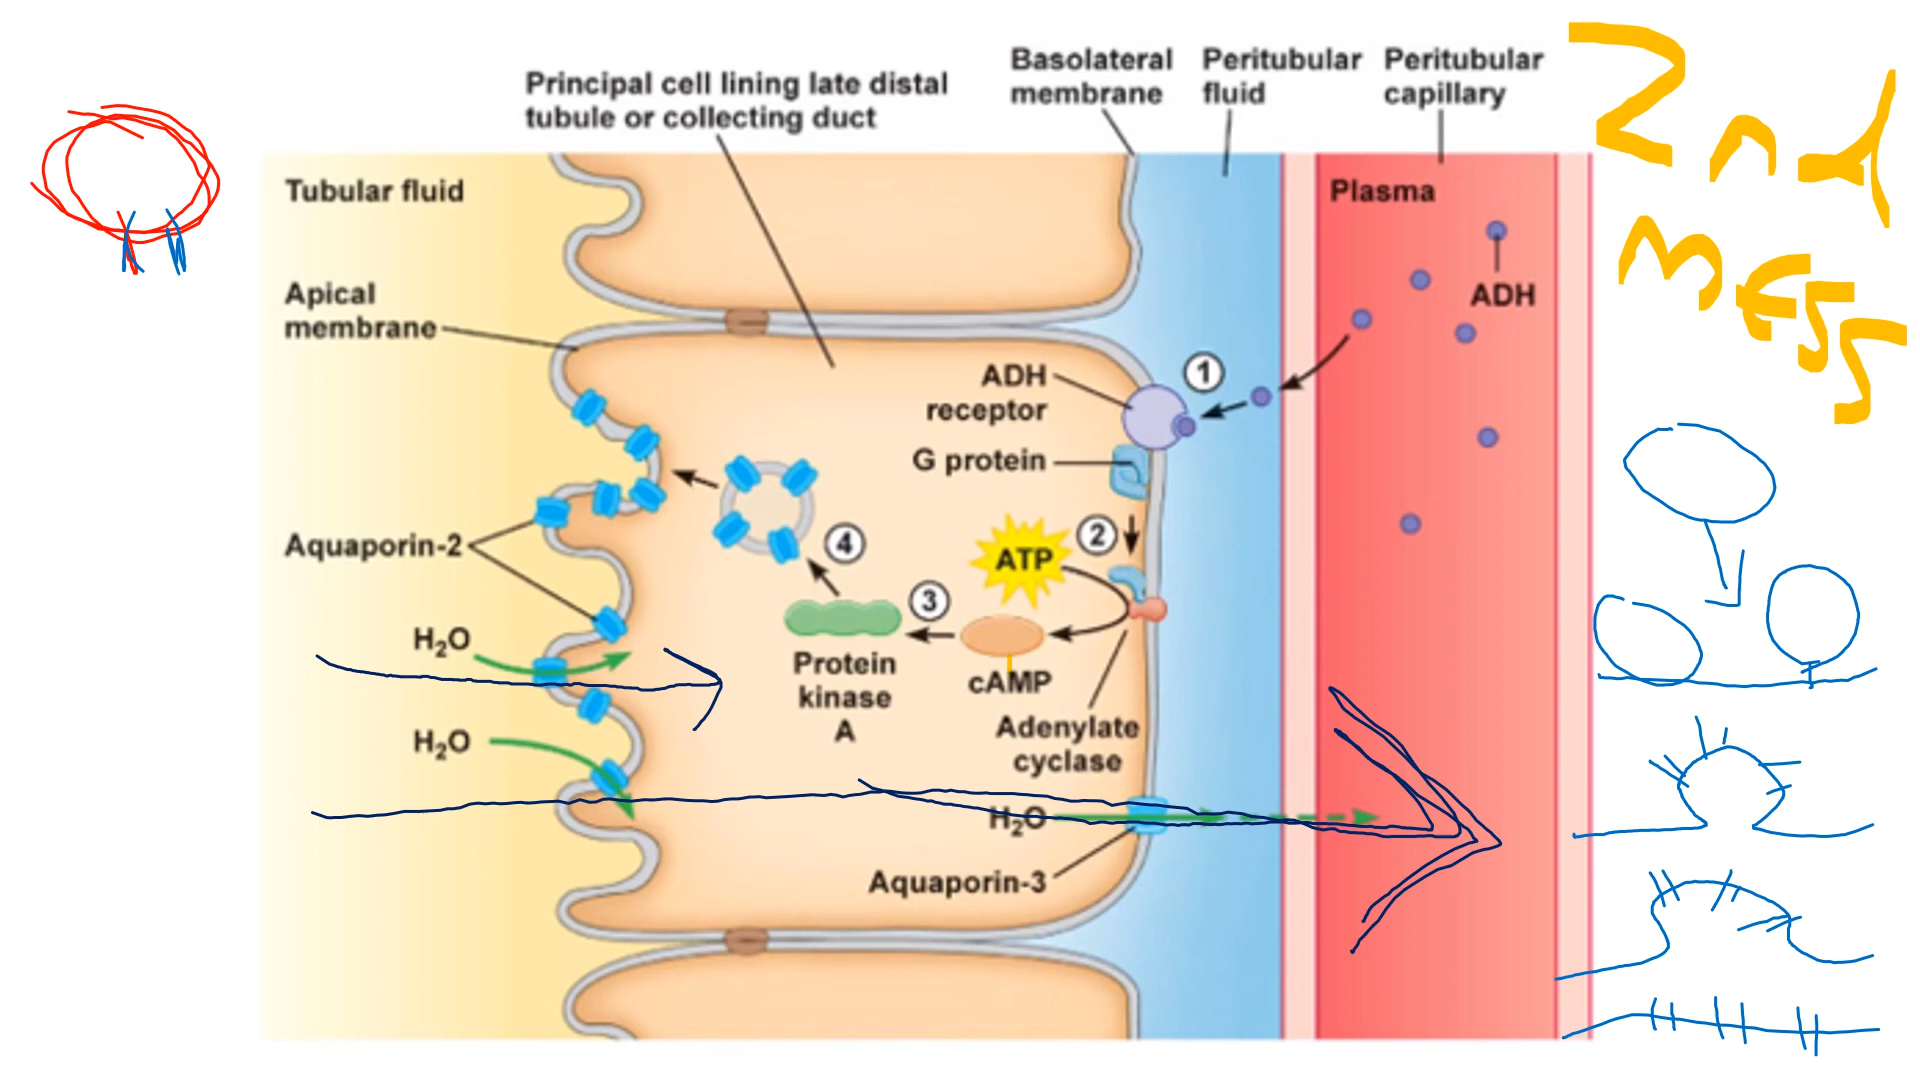 Principal cell lining late distal
tubule or collecting duct
Basolateral
membrane
Peritubular
fluid
Peritubular
capillary
2nd
mess
Tubular fluid
Plasma
ADH
Apical
membrane
ADH
receptor
1
G protein
2
ATP
4
3
Aquaporin-2
H₂O
Protein
kinase
A
cAMP
Adenylate
cyclase
H₂O
H₂O
Aquaporin-3